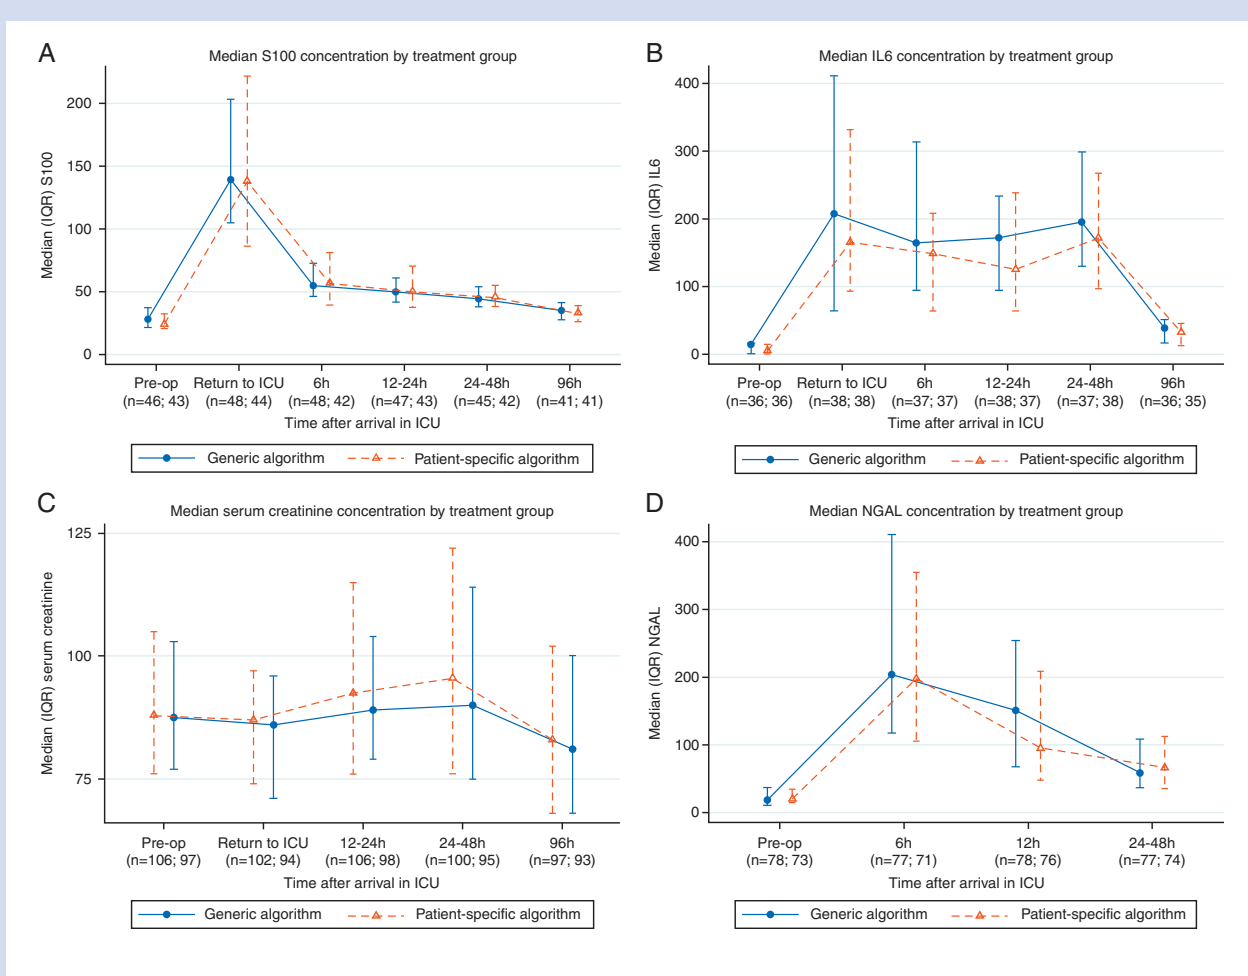 A
Median S100 concentration by treatment group
Median (IQR) S100
200
150
100
50
0
Pre-op Return to ICU 6h 12-24h 24-48h 96h
(n=46; 43) (n=48; 44) (n=48; 42) (n=47; 43) (n=45; 42) (n=41; 41)
Time after arrival in ICU
Generic algorithm Patient-specific algorithm
B
Median IL6 concentration by treatment group
Median (IQR) IL6
400
300
200
100
0
Pre-op Return to ICU 6h 12-24h 24-48h 96h
(n=36; 36) (n=38; 38) (n=37; 37) (n=38; 37) (n=37; 38) (n=36; 35)
Time after arrival in ICU
Generic algorithm Patient-specific algorithm
C
Median serum creatinine concentration by treatment group
Median (IQR) serum creatinine
125
100
75
Pre-op Return to ICU 12-24h 24-48h 96h
(n=106; 97) (n=102; 94) (n=106; 98) (n=100; 95) (n=97; 93)
Time after arrival in ICU
Generic algorithm Patient-specific algorithm
D
Median NGAL concentration by treatment group
Median (IQR) NGAL
400
300
200
100
0
Pre-op 6h 12h 24-48h
(n=78; 73) (n=77; 71) (n=78; 76) (n=77; 74)
Time after arrival in ICU
Generic algorithm Patient-specific algorithm